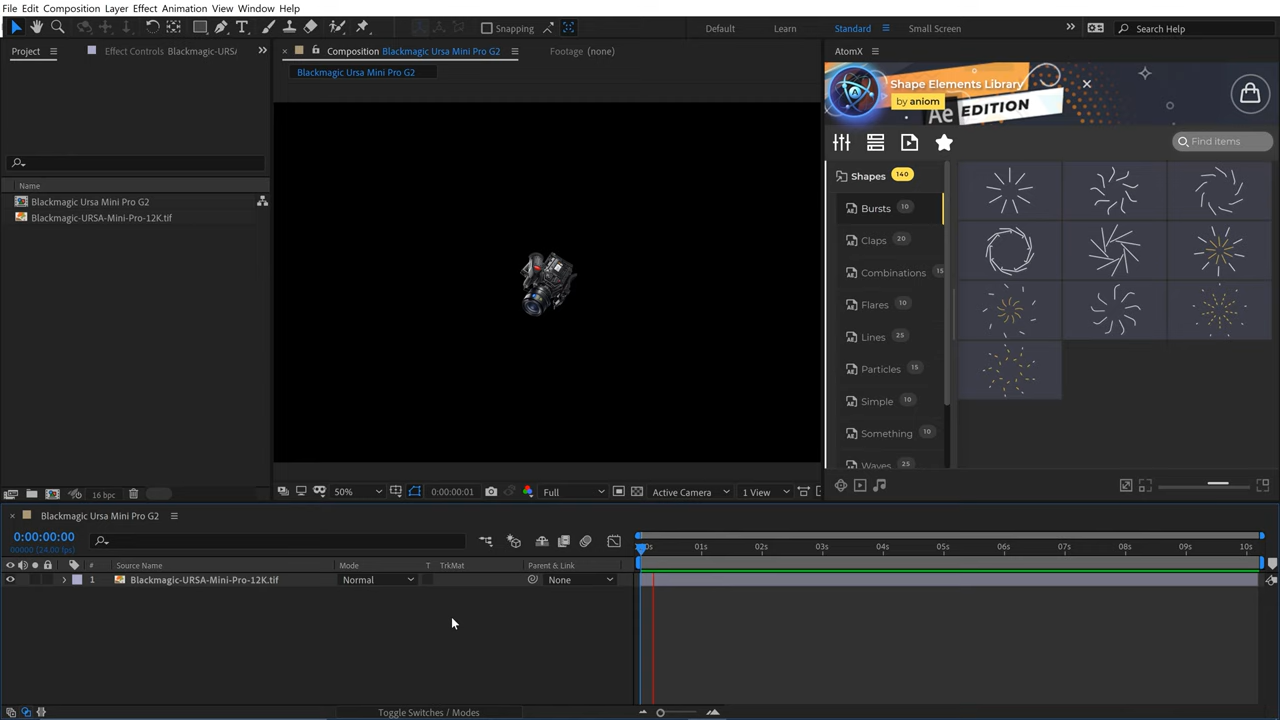 File Edit Composition Layer Effect Animation View Window Help
Snapping
Default Learn Standard Small Screen Search Help
Project Effect Controls Blackmagic-URS
Composition Blackmagic Ursa Mini Pro G2 Footage (none)
AtomX
Blackmagic Ursa Mini Pro G2
Shape Elements Library
by aniom
Ae EDITION
Find items
Name
Blackmagic Ursa Mini Pro G2
Blackmagic-URSA-Mini-Pro-12K.tif
Shapes 140
Bursts 10
Claps 20
Combinations 15
Flares 10
Lines 25
Particles 15
Simple 10
Something 10
Waves 25
16 bpc
50% 0:00:00:01 Full Active Camera 1 View
Blackmagic Ursa Mini Pro G2
0:00:00:00
00000 (24.00 fps)
00s 01s 02s 03s 04s 05s 06s 07s 08s 09s 10s
# Source Name Mode T TrkMat Parent & Link
1 Blackmagic-URSA-Mini-Pro-12K.tif Normal None
Toggle Switches / Modes